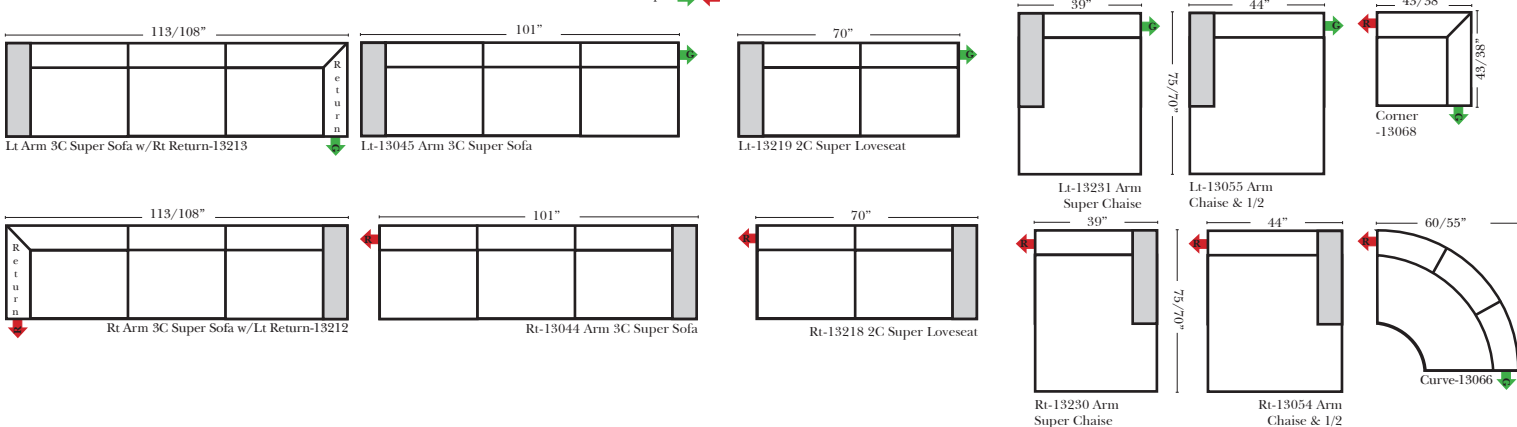 113/108”
101”
70”
39”
44”
43/38”
G
G
G
G
R
R
e
t
u
r
n
75/70”
43/38”
G
G
Lt Arm 3C Super Sofa w/Rt Return-13213
Lt-13045 Arm 3C Super Sofa
Lt-13219 2C Super Loveseat
Corner
-13068
Lt-13231 Arm
Super Chaise
Lt-13055 Arm
Chaise & 1/2
113/108”
101”
70”
39”
44”
60/55”
R
R
R
R
R
R
e
t
u
r
n
75/70”
R
Rt Arm 3C Super Sofa w/Lt Return-13212
Rt-13044 Arm 3C Super Sofa
Rt-13218 2C Super Loveseat
Curve-13066
G
Rt-13230 Arm
Super Chaise
Rt-13054 Arm
Chaise & 1/2